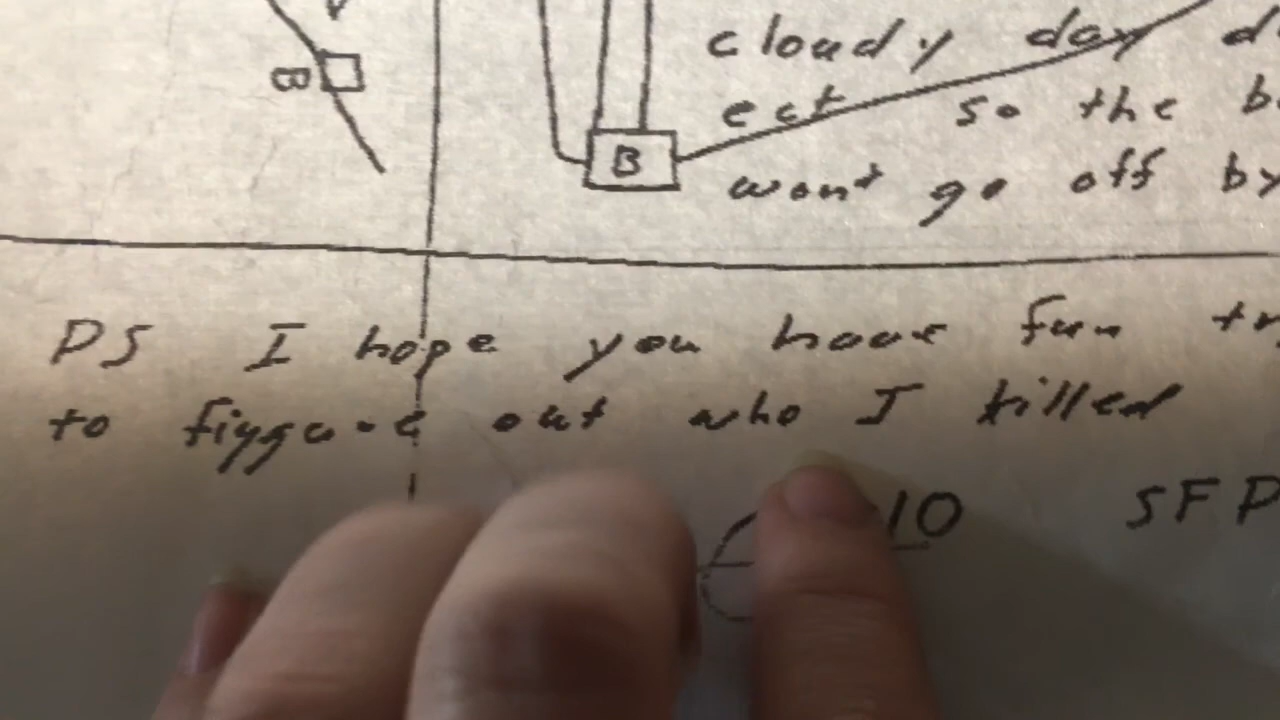 B
B
cloudy day
ect so the
wont go off by
PS I hope you have fun
to figgure out who I killed
10 SFP